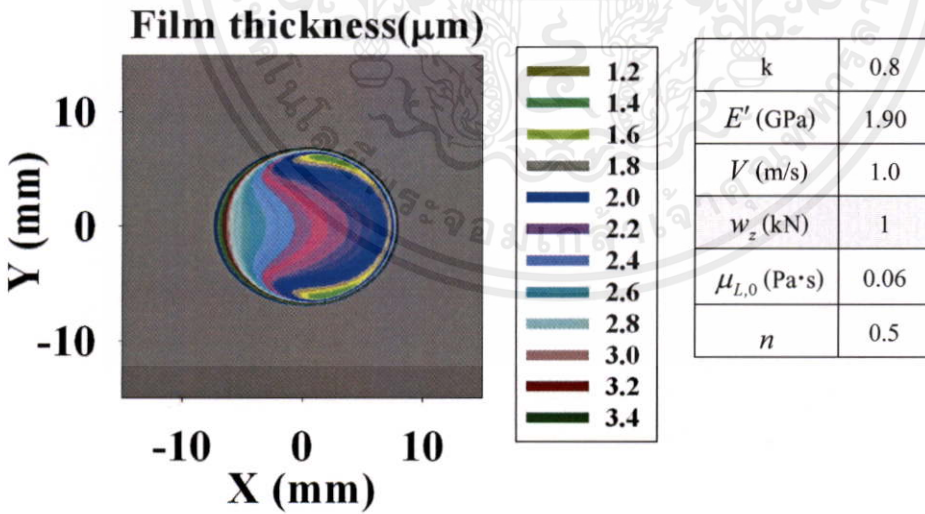 Film thickness(μm)
10
0
-10
Y (mm)
-10 0 10
X (mm)
1.2
1.4
1.6
1.8
2.0
2.2
2.4
2.6
2.8
3.0
3.2
3.4
k 0.8
E′ (GPa) 1.90
V (m/s) 1.0
w_z (kN) 1
μ_{L,0} (Pa·s) 0.06
n 0.5